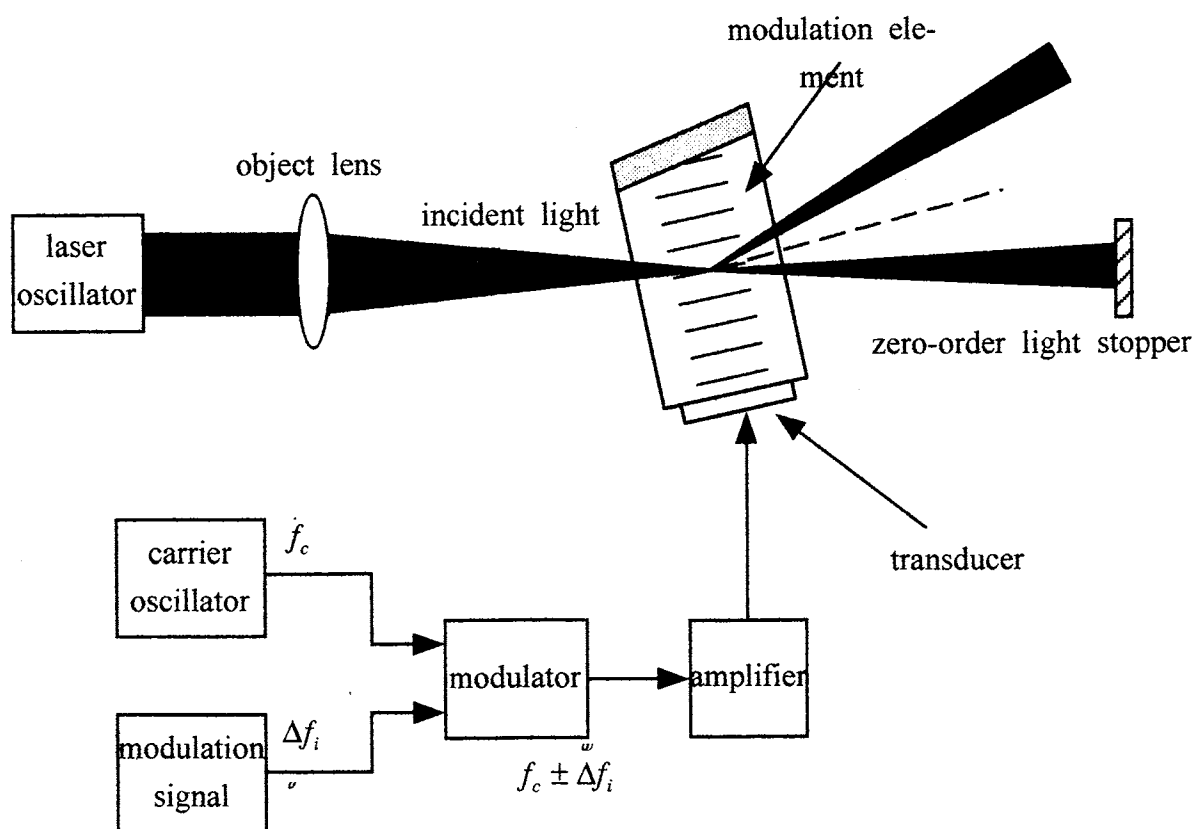 modulation ele-
ment
object lens
incident light
laser
oscillator
zero-order light stopper
transducer
carrier
oscillator
f_c
modulator
amplifier
modulation
signal
Δf_i
f_c ± Δf_i